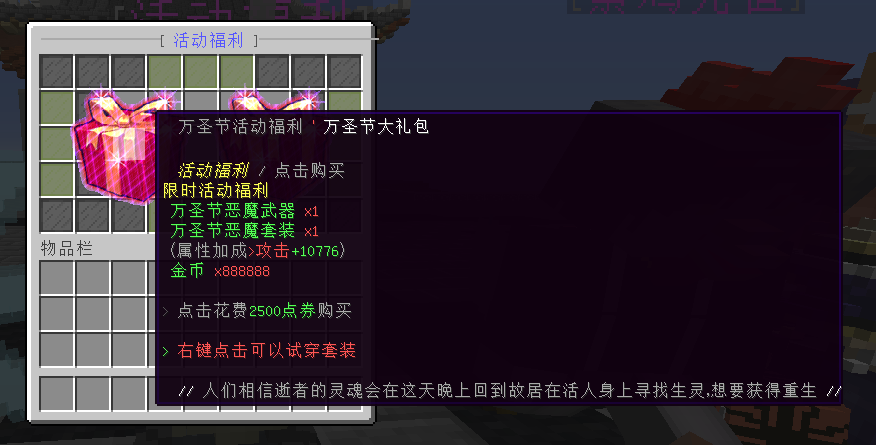 [ 活动福利 ]
万圣节活动福利 ' 万圣节大礼包
活动福利 / 点击购买
限时活动福利
万圣节恶魔武器 x1
万圣节恶魔套装 x1
(属性加成>攻击+10776)
金币 x888888
> 点击花费2500点券购买
> 右键点击可以试穿套装
// 人们相信逝者的灵魂会在这天晚上回到故居在活人身上寻找生灵,想要获得重生 //
物品栏